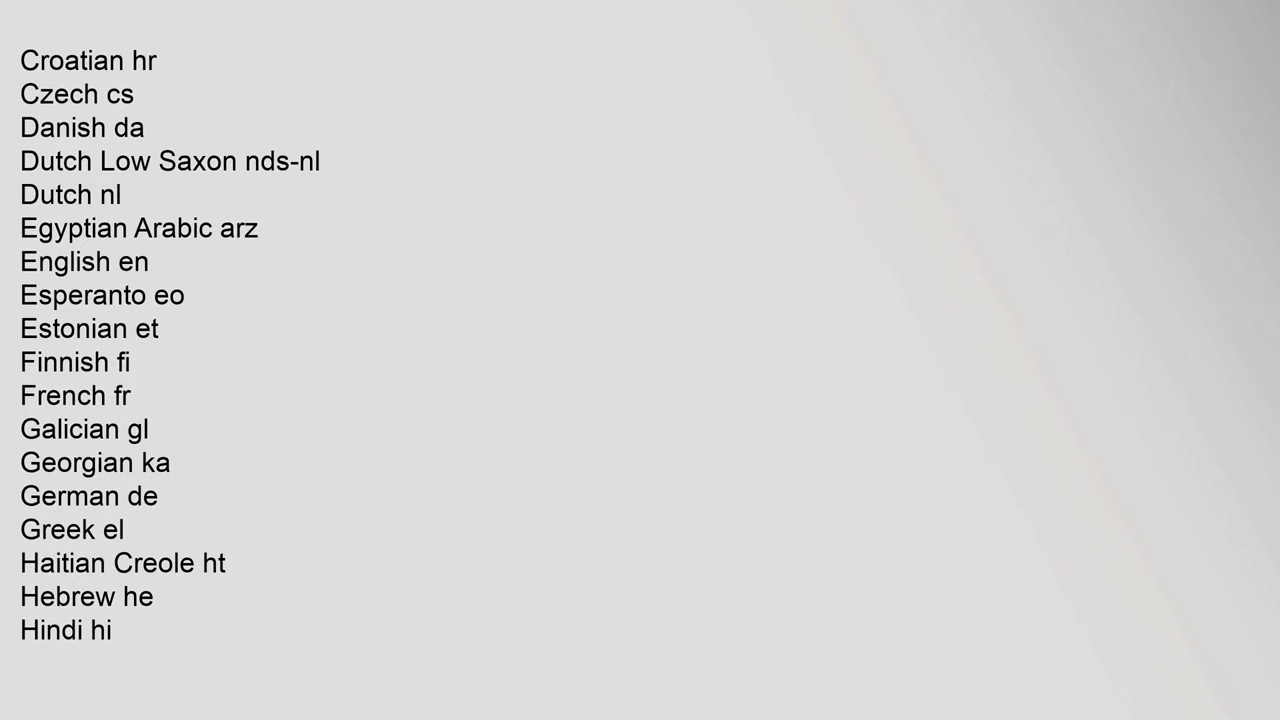 Croatian hr
Czech cs
Danish da
Dutch Low Saxon nds-nl
Dutch nl
Egyptian Arabic arz
English en
Esperanto eo
Estonian et
Finnish fi
French fr
Galician gl
Georgian ka
German de
Greek el
Haitian Creole ht
Hebrew he
Hindi hi